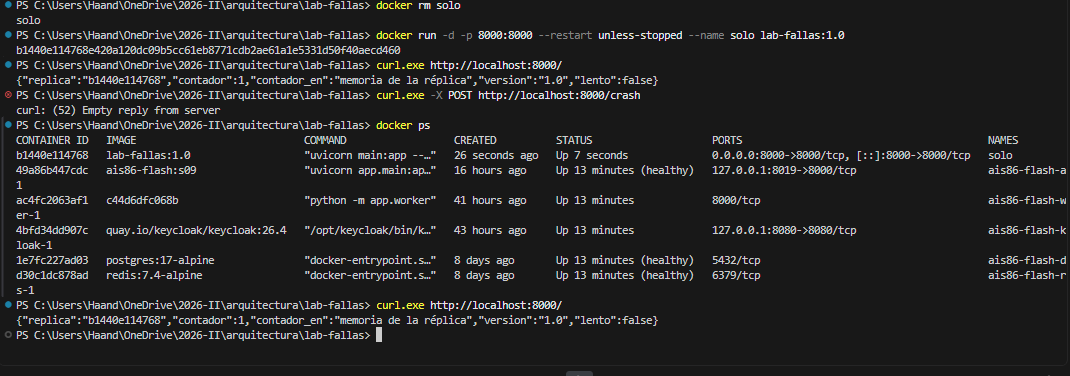 PS C:\Users\Haand\OneDrive\2026-II\arquitectura\lab-fallas> docker rm solo
solo
PS C:\Users\Haand\OneDrive\2026-II\arquitectura\lab-fallas> docker run -d -p 8000:8000 --restart unless-stopped --name solo lab-fallas:1.0
b1440e114768e420a120dc09b5cc61eb8771cdb2ae61a1e5331d50f40aecd460
PS C:\Users\Haand\OneDrive\2026-II\arquitectura\lab-fallas> curl.exe http://localhost:8000/
{"replica":"b1440e114768","contador":1,"contador_en":"memoria de la réplica","version":"1.0","lento":false}
PS C:\Users\Haand\OneDrive\2026-II\arquitectura\lab-fallas> curl.exe -X POST http://localhost:8000/crash
curl: (52) Empty reply from server
PS C:\Users\Haand\OneDrive\2026-II\arquitectura\lab-fallas> docker ps
CONTAINER ID   IMAGE   COMMAND   CREATED   STATUS   PORTS   NAMES
b1440e114768   lab-fallas:1.0   "uvicorn main:app --…"   26 seconds ago   Up 7 seconds   0.0.0.0:8000->8000/tcp, [::]:8000->8000/tcp   solo
49a86b447cdc   ais86-flash:s09   "uvicorn app.main:ap…"   16 hours ago   Up 13 minutes (healthy)   127.0.0.1:8019->8000/tcp   ais86-flash-a
1
ac4fc2063af1   c44d6dfc068b   "python -m app.worker"   41 hours ago   Up 13 minutes   8000/tcp   ais86-flash-w
er-1
4bfd34dd907c   quay.io/keycloak/keycloak:26.4   "/opt/keycloak/bin/k…"   43 hours ago   Up 13 minutes   127.0.0.1:8080->8080/tcp   ais86-flash-k
loak-1
1e7fc227ad03   postgres:17-alpine   "docker-entrypoint.s…"   8 days ago   Up 13 minutes (healthy)   5432/tcp   ais86-flash-d
d30c1dc878ad   redis:7.4-alpine   "docker-entrypoint.s…"   8 days ago   Up 13 minutes (healthy)   6379/tcp   ais86-flash-r
s-1
PS C:\Users\Haand\OneDrive\2026-II\arquitectura\lab-fallas> curl.exe http://localhost:8000/
{"replica":"b1440e114768","contador":1,"contador_en":"memoria de la réplica","version":"1.0","lento":false}
PS C:\Users\Haand\OneDrive\2026-II\arquitectura\lab-fallas>